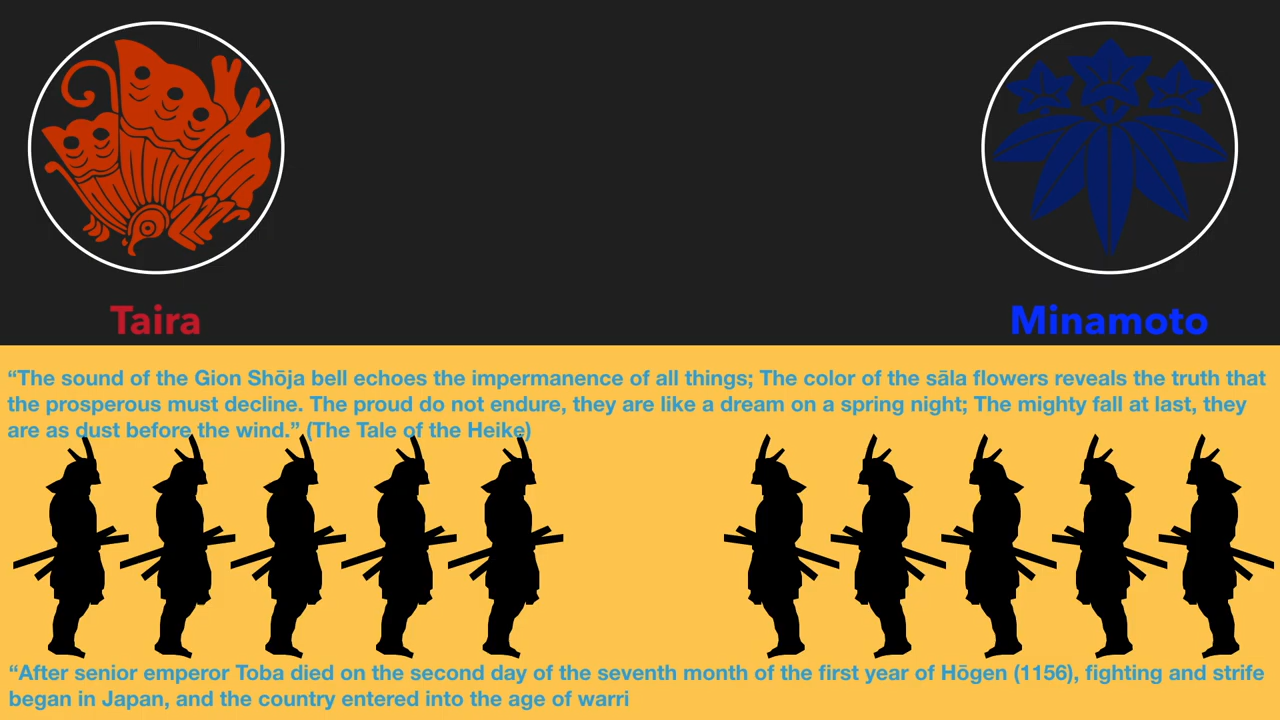 Taira
Minamoto
“The sound of the Gion Shōja bell echoes the impermanence of all things; The color of the sāla flowers reveals the truth that
the prosperous must decline. The proud do not endure, they are like a dream on a spring night; The mighty fall at last, they
are as dust before the wind.” (The Tale of the Heike)
“After senior emperor Toba died on the second day of the seventh month of the first year of Hōgen (1156), fighting and strife
began in Japan, and the country entered into the age of warri